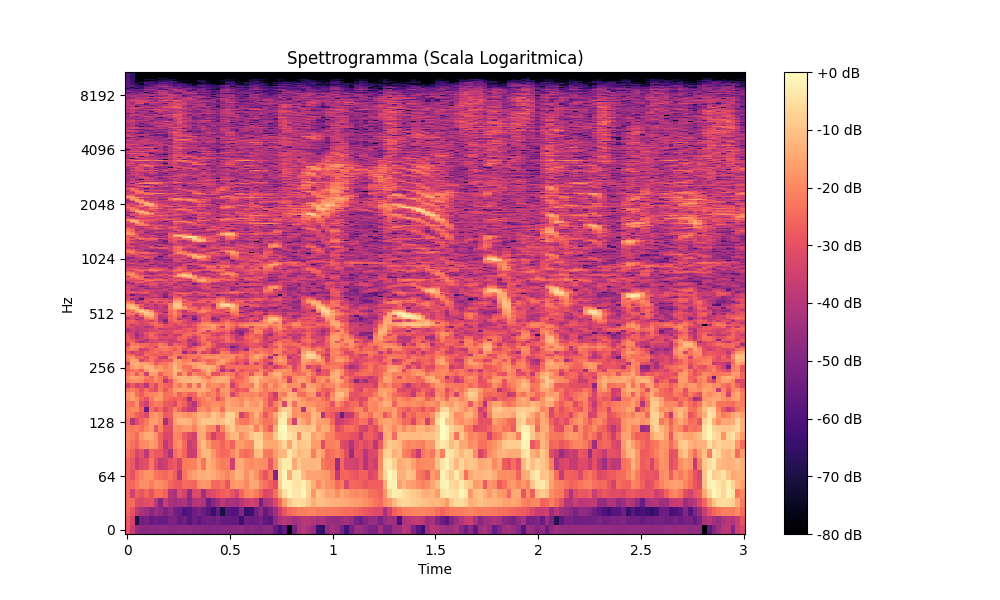 Spettrogramma (Scala Logaritmica)
Hz
8192
4096
2048
1024
512
256
128
64
0
0
0.5
1
1.5
2
2.5
3
Time
+0 dB
-10 dB
-20 dB
-30 dB
-40 dB
-50 dB
-60 dB
-70 dB
-80 dB